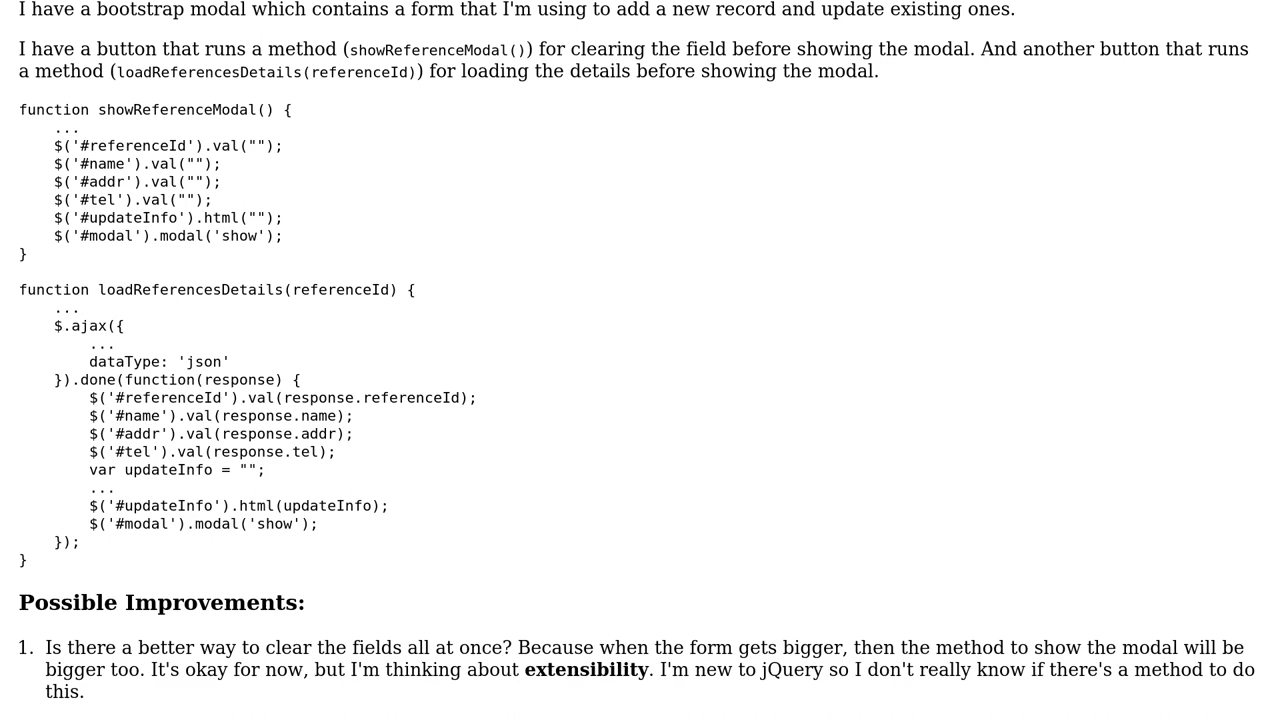 I have a bootstrap modal which contains a form that I'm using to add a new record and update existing ones.
I have a button that runs a method (showReferenceModal()) for clearing the field before showing the modal. And another button that runs
a method (loadReferencesDetails(referenceId)) for loading the details before showing the modal.
function showReferenceModal() {
    ...
    $('#referenceId').val("");
    $('#name').val("");
    $('#addr').val("");
    $('#tel').val("");
    $('#updateInfo').html("");
    $('#modal').modal('show');
}
function loadReferencesDetails(referenceId) {
    ...
    $.ajax({
        ...
        dataType: 'json'
    }).done(function(response) {
        $('#referenceId').val(response.referenceId);
        $('#name').val(response.name);
        $('#addr').val(response.addr);
        $('#tel').val(response.tel);
        var updateInfo = "";
        ...
        $('#updateInfo').html(updateInfo);
        $('#modal').modal('show');
    });
}
Possible Improvements:
1. Is there a better way to clear the fields all at once? Because when the form gets bigger, then the method to show the modal will be
bigger too. It's okay for now, but I'm thinking about extensibility. I'm new to jQuery so I don't really know if there's a method to do
this.